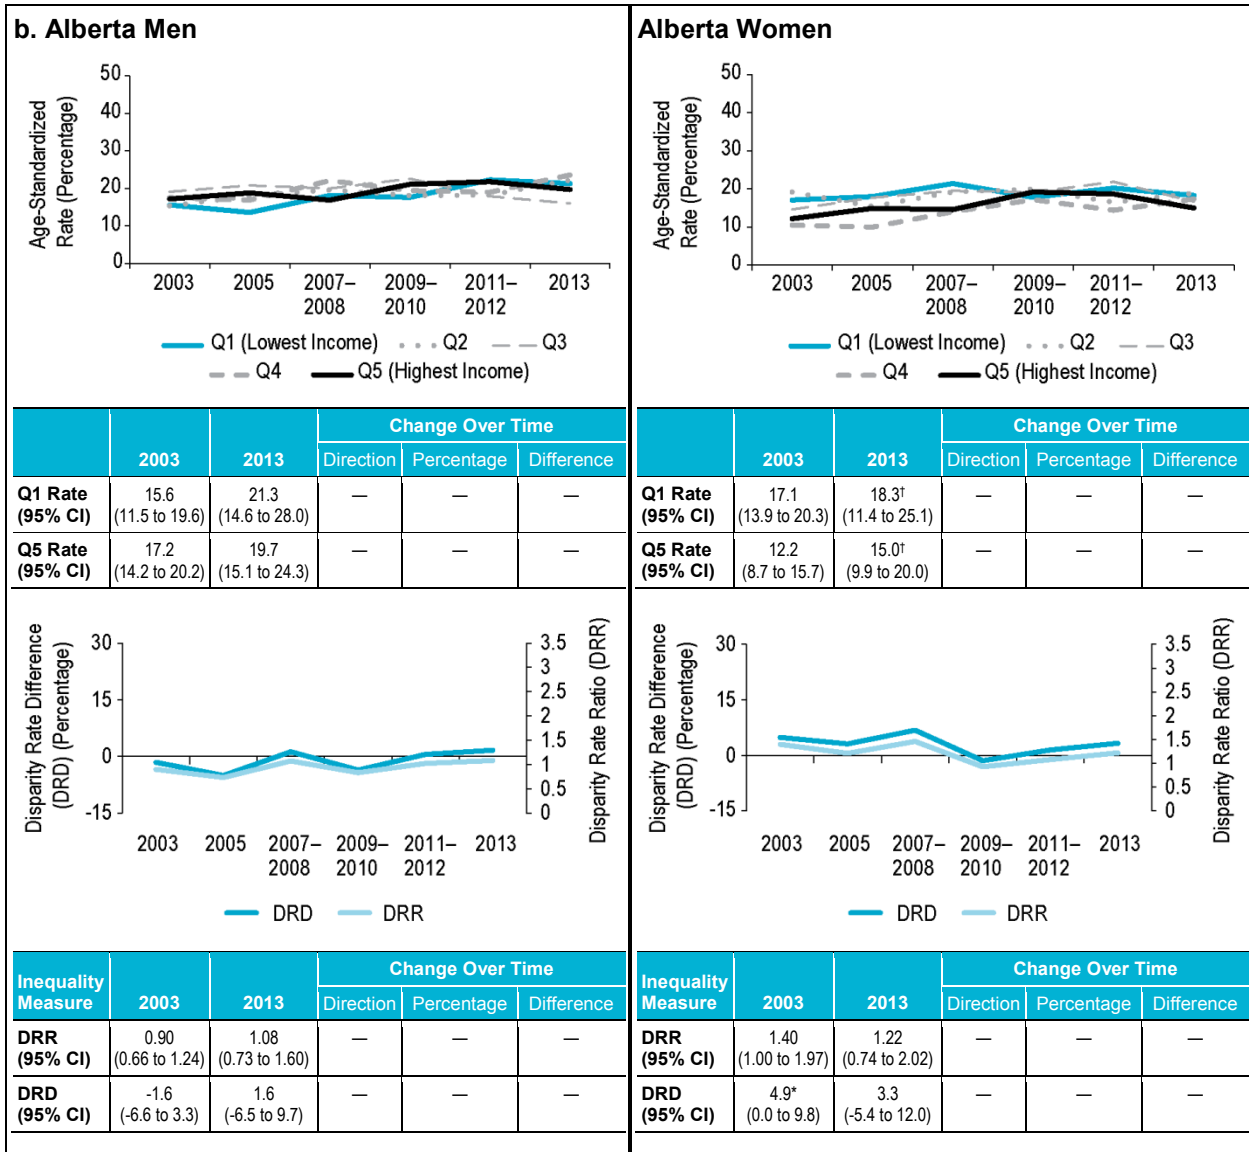 b. Alberta Men
Age-Standardized
Rate (Percentage)
50
40
30
20
10
0
2003 2005 2007– 2009– 2011– 2013
2008 2010 2012
Q1 (Lowest Income) Q2 Q3
Q4 Q5 (Highest Income)
Change Over Time
2003 2013 Direction Percentage Difference
Q1 Rate 15.6 21.3 — — —
(95% CI) (11.5 to 19.6) (14.6 to 28.0)
Q5 Rate 17.2 19.7 — — —
(95% CI) (14.2 to 20.2) (15.1 to 24.3)
Disparity Rate Difference
(DRD) (Percentage)
30
15
0
-15
3.5
3
2.5
2
1.5
1
0.5
0
Disparity Rate Ratio (DRR)
2003 2005 2007– 2009– 2011– 2013
2008 2010 2012
DRD DRR
Change Over Time
Inequality
Measure 2003 2013 Direction Percentage Difference
DRR 0.90 1.08 — — —
(95% CI) (0.66 to 1.24) (0.73 to 1.60)
DRD -1.6 1.6 — — —
(95% CI) (-6.6 to 3.3) (-6.5 to 9.7)
Alberta Women
Age-Standardized
Rate (Percentage)
50
40
30
20
10
0
2003 2005 2007– 2009– 2011– 2013
2008 2010 2012
Q1 (Lowest Income) Q2 Q3
Q4 Q5 (Highest Income)
Change Over Time
2003 2013 Direction Percentage Difference
Q1 Rate 17.1 18.3† — — —
(95% CI) (13.9 to 20.3) (11.4 to 25.1)
Q5 Rate 12.2 15.0† — — —
(95% CI) (8.7 to 15.7) (9.9 to 20.0)
Disparity Rate Difference
(DRD) (Percentage)
30
15
0
-15
3.5
3
2.5
2
1.5
1
0.5
0
Disparity Rate Ratio (DRR)
2003 2005 2007– 2009– 2011– 2013
2008 2010 2012
DRD DRR
Change Over Time
Inequality
Measure 2003 2013 Direction Percentage Difference
DRR 1.40 1.22 — — —
(95% CI) (1.00 to 1.97) (0.74 to 2.02)
DRD 4.9* 3.3 — — —
(95% CI) (0.0 to 9.8) (-5.4 to 12.0)